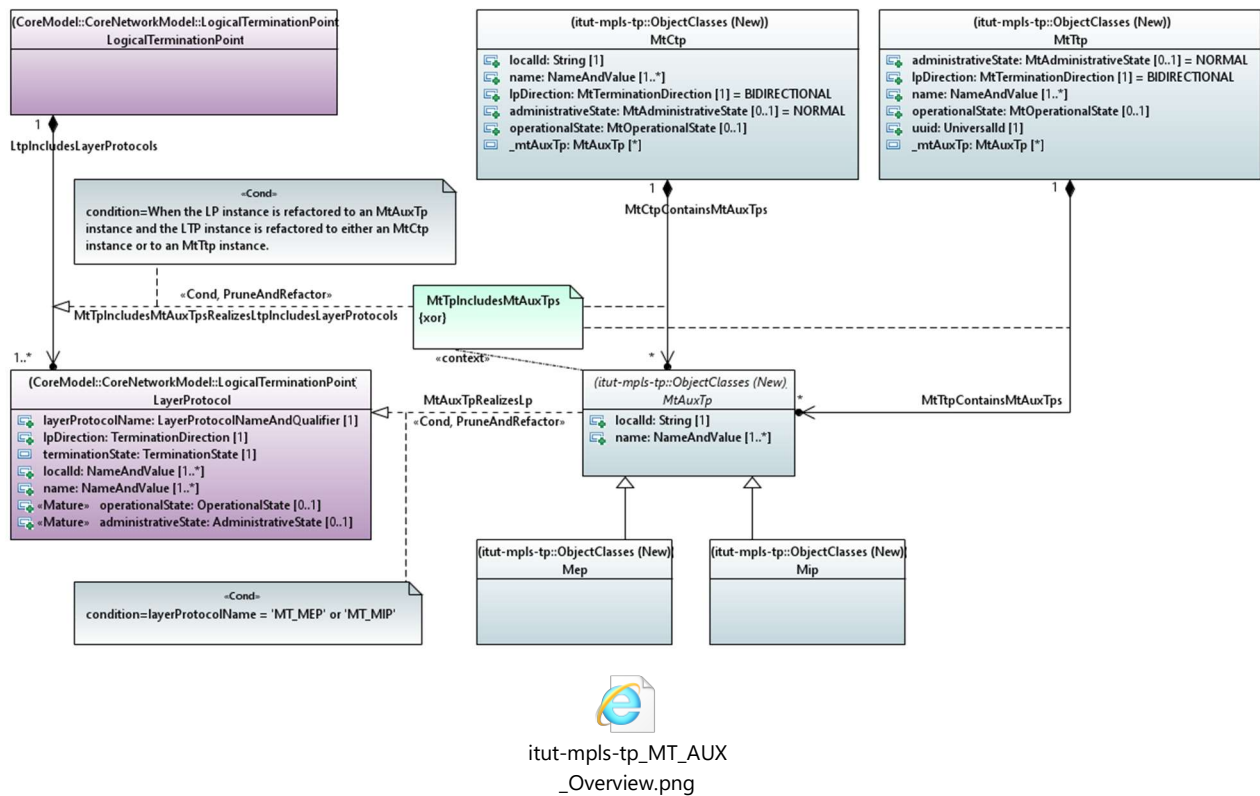 (CoreModel::CoreNetworkModel::LogicalTerminationPoint
LogicalTerminationPoint
(itut-mpls-tp::ObjectClasses (New))
MtCtp
localId: String [1]
name: NameAndValue [1..*]
lpDirection: MtTerminationDirection [1] = BIDIRECTIONAL
administrativeState: MtAdministrativeState [0..1] = NORMAL
operationalState: MtOperationalState [0..1]
_mtAuxTp: MtAuxTp [*]
(itut-mpls-tp::ObjectClasses (New))
MtTtp
administrativeState: MtAdministrativeState [0..1] = NORMAL
lpDirection: MtTerminationDirection [1] = BIDIRECTIONAL
name: NameAndValue [1..*]
operationalState: MtOperationalState [0..1]
uuid: UniversalId [1]
_mtAuxTp: MtAuxTp [*]
1
LtpIncludesLayerProtocols
1
MtCtpContainsMtAuxTps
1
«Cond»
condition=When the LP instance is refactored to an MtAuxTp
instance and the LTP instance is refactored to either an MtCtp
instance or to an MtTtp instance.
«Cond, PruneAndRefactor»
MtTpIncludesMtAuxTpsRealizesLtpIncludesLayerProtocols
MtTpIncludesMtAuxTps
{xor}
«context»
1..*
*
(CoreModel::CoreNetworkModel::LogicalTerminationPoint
LayerProtocol
layerProtocolName: LayerProtocolNameAndQualifier [1]
lpDirection: TerminationDirection [1]
terminationState: TerminationState [1]
localId: NameAndValue [1..*]
name: NameAndValue [1..*]
«Mature» operationalState: OperationalState [0..1]
«Mature» administrativeState: AdministrativeState [0..1]
MtAuxTpRealizesLp
«Cond, PruneAndRefactor»
(itut-mpls-tp::ObjectClasses (New)
MtAuxTp
localId: String [1]
name: NameAndValue [1..*]
*
MtTtpContainsMtAuxTps
(itut-mpls-tp::ObjectClasses (New)
Mep
(itut-mpls-tp::ObjectClasses (New)
Mip
«Cond»
condition=layerProtocolName = 'MT_MEP' or 'MT_MIP'
itut-mpls-tp_MT_AUX
_Overview.png